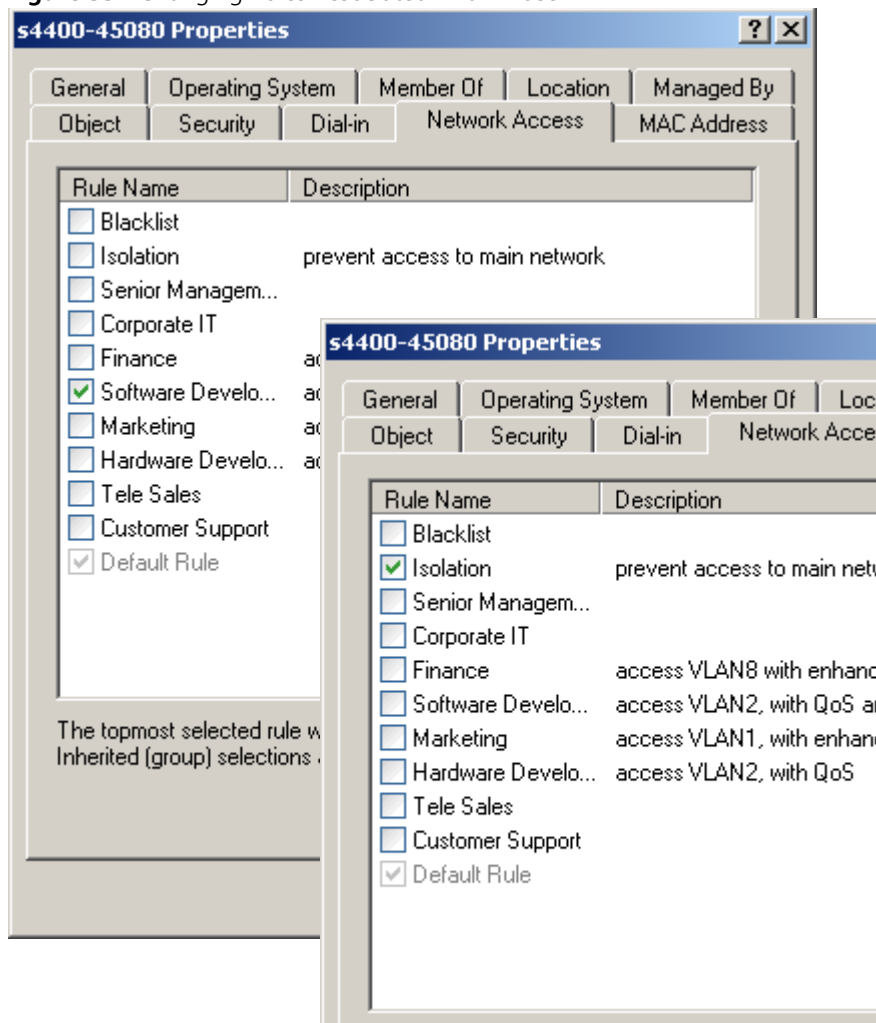 s4400-45080 Properties
General Operating System Member Of Location Managed By
Object Security Dial-in Network Access MAC Address
Rule Name Description
Blacklist
Isolation prevent access to main network
Senior Managem...
Corporate IT
Finance
Software Develo...
Marketing
Hardware Develo...
Tele Sales
Customer Support
Default Rule
The topmost selected rule
Inherited (group) selections
s4400-45080 Properties
General Operating System Member Of Loc
Object Security Dial-in Network Acce
Rule Name Description
Blacklist
Isolation prevent access to main net
Senior Managem...
Corporate IT
Finance access VLAN8 with enhanc
Software Develo... access VLAN2, with QoS a
Marketing access VLAN1, with enhan
Hardware Develo... access VLAN2, with QoS
Tele Sales
Customer Support
Default Rule